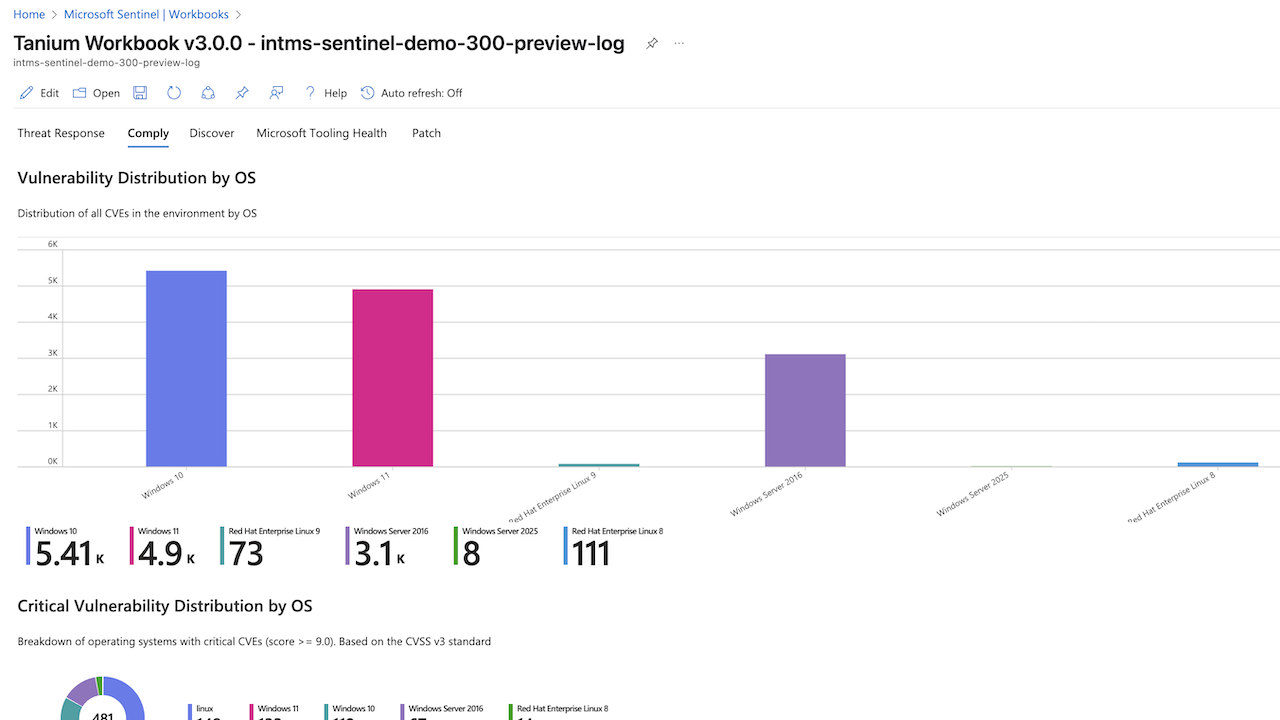 Home > Microsoft Sentinel | Workbooks >
Tanium Workbook v3.0.0 - intms-sentinel-demo-300-preview-log ...
intms-sentinel-demo-300-preview-log
Edit Open Help Auto refresh: Off
Threat Response Comply Discover Microsoft Tooling Health Patch
Vulnerability Distribution by OS
Distribution of all CVEs in the environment by OS
6K
5K
4K
3K
2K
1K
0K
Windows 10 Windows 11 Red Hat Enterprise Linux 9 Windows Server 2016 Windows Server 2025 Red Hat Enterprise Linux 8
Windows 10 Windows 11 Red Hat Enterprise Linux 9 Windows Server 2016 Windows Server 2025 Red Hat Enterprise Linux 8
5.41 K 4.9 K 73 3.1 K 8 111
Critical Vulnerability Distribution by OS
Breakdown of operating systems with critical CVEs (score >= 9.0). Based on the CVSS v3 standard
linux Windows 11 Windows 10 Windows Server 2016 Red Hat Enterprise Linux 8
481